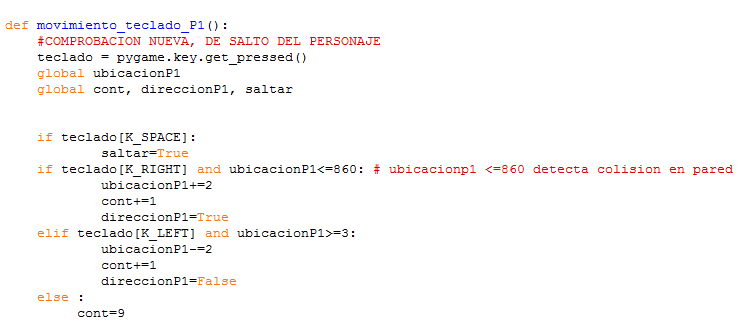 def movimiento_teclado_P1():
    #COMPROBACION NUEVA, DE SALTO DEL PERSONAJE
    teclado = pygame.key.get_pressed()
    global ubicacionP1
    global cont, direccionP1, saltar
    if teclado[K_SPACE]:
            saltar=True
    if teclado[K_RIGHT] and ubicacionP1<=860: # ubicacionp1 <=860 detecta colision en pared
            ubicacionP1+=2
            cont+=1
            direccionP1=True
    elif teclado[K_LEFT] and ubicacionP1>=3:
            ubicacionP1-=2
            cont+=1
            direccionP1=False
    else :
         cont=9